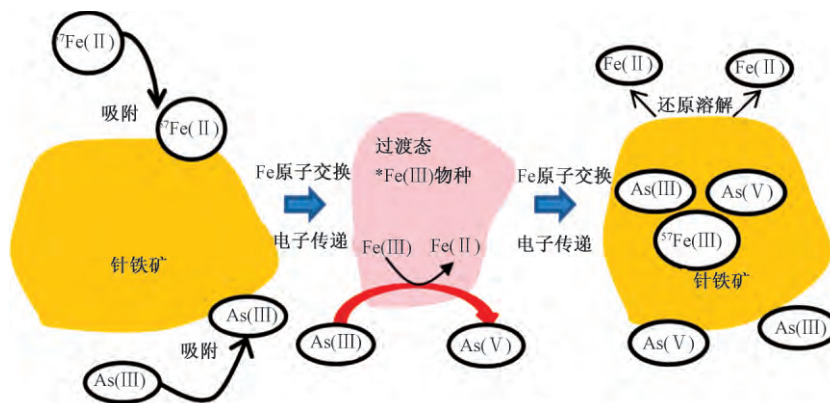 ⁵⁷Fe(Ⅱ)
吸附
⁵⁷Fe(Ⅱ)
针铁矿
As(Ⅲ)
吸附
As(Ⅲ)
Fe原子交换
电子传递
过渡态
*Fe(Ⅲ)物种
Fe(Ⅲ)
Fe(Ⅱ)
As(Ⅲ)
As(Ⅴ)
Fe原子交换
电子传递
Fe(Ⅱ)
Fe(Ⅱ)
还原溶解
As(Ⅲ)
As(Ⅴ)
⁵⁷Fe(Ⅲ)
针铁矿
As(Ⅴ)
As(Ⅲ)